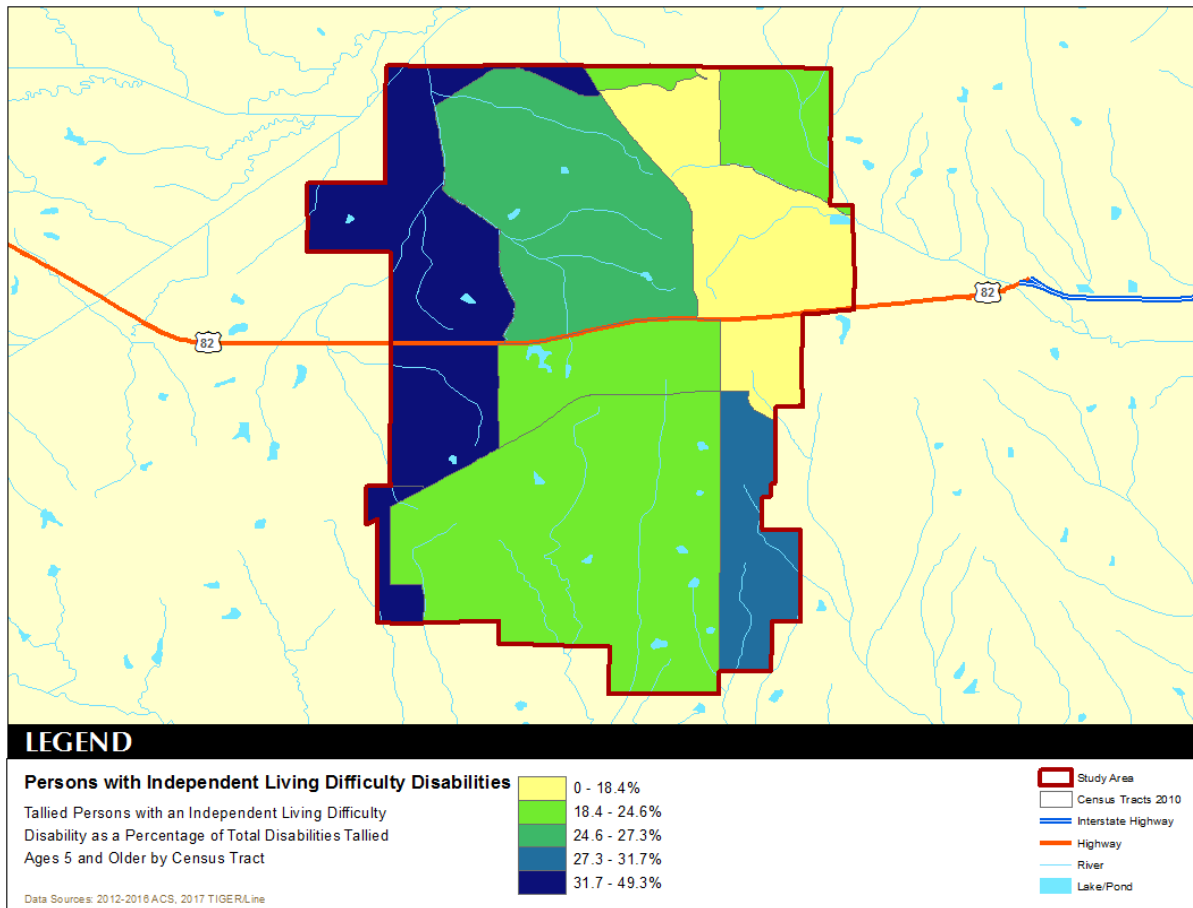 82
82
LEGEND
Persons with Independent Living Difficulty Disabilities
Tallied Persons with an Independent Living Difficulty
Disability as a Percentage of Total Disabilities Tallied
Ages 5 and Older by Census Tract
Data Sources: 2012-2016 ACS, 2017 TIGER/Line
0 - 18.4%
18.4 - 24.6%
24.6 - 27.3%
27.3 - 31.7%
31.7 - 49.3%
Study Area
Census Tracts 2010
Interstate Highway
Highway
River
Lake/Pond